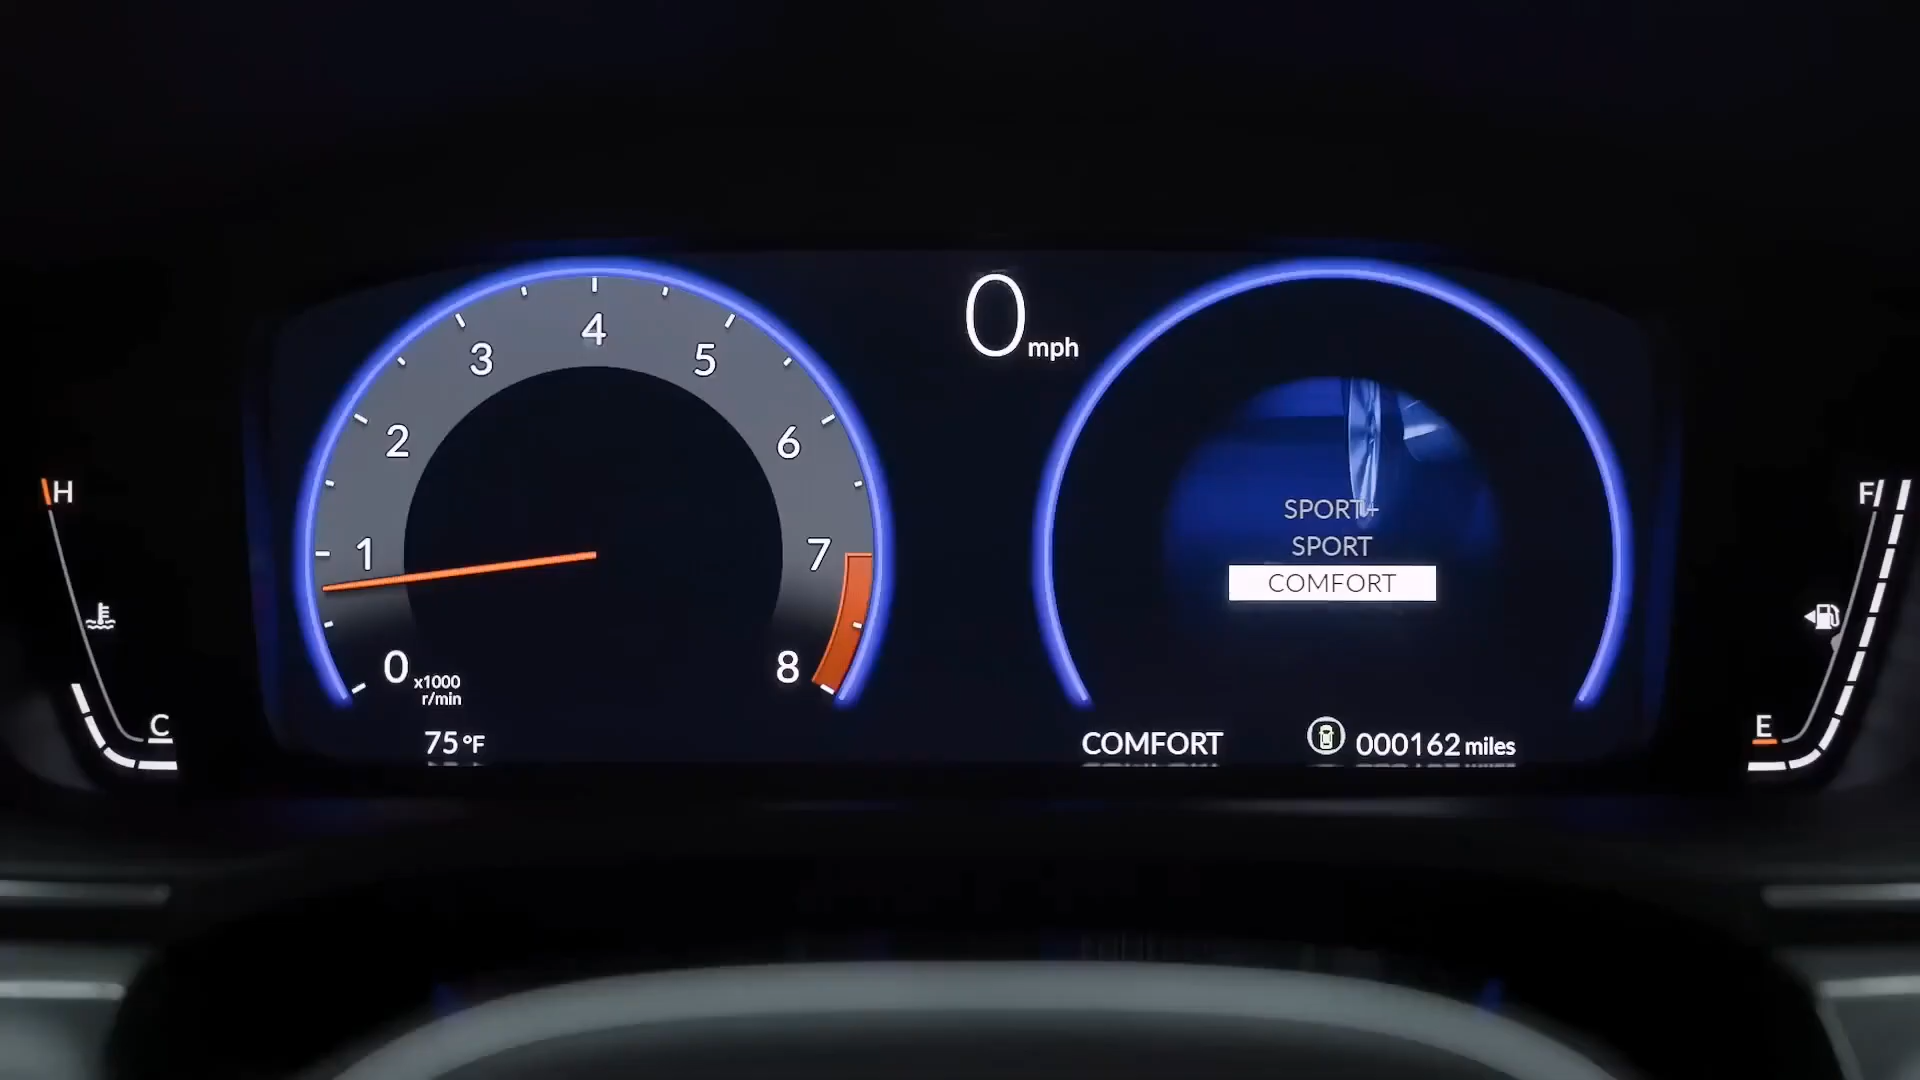 0 mph
4
3
5
2
6
H
F
1
7
SPORT+
SPORT
COMFORT
0
x1000
r/min
8
C
E
75 °F
COMFORT
000162 miles